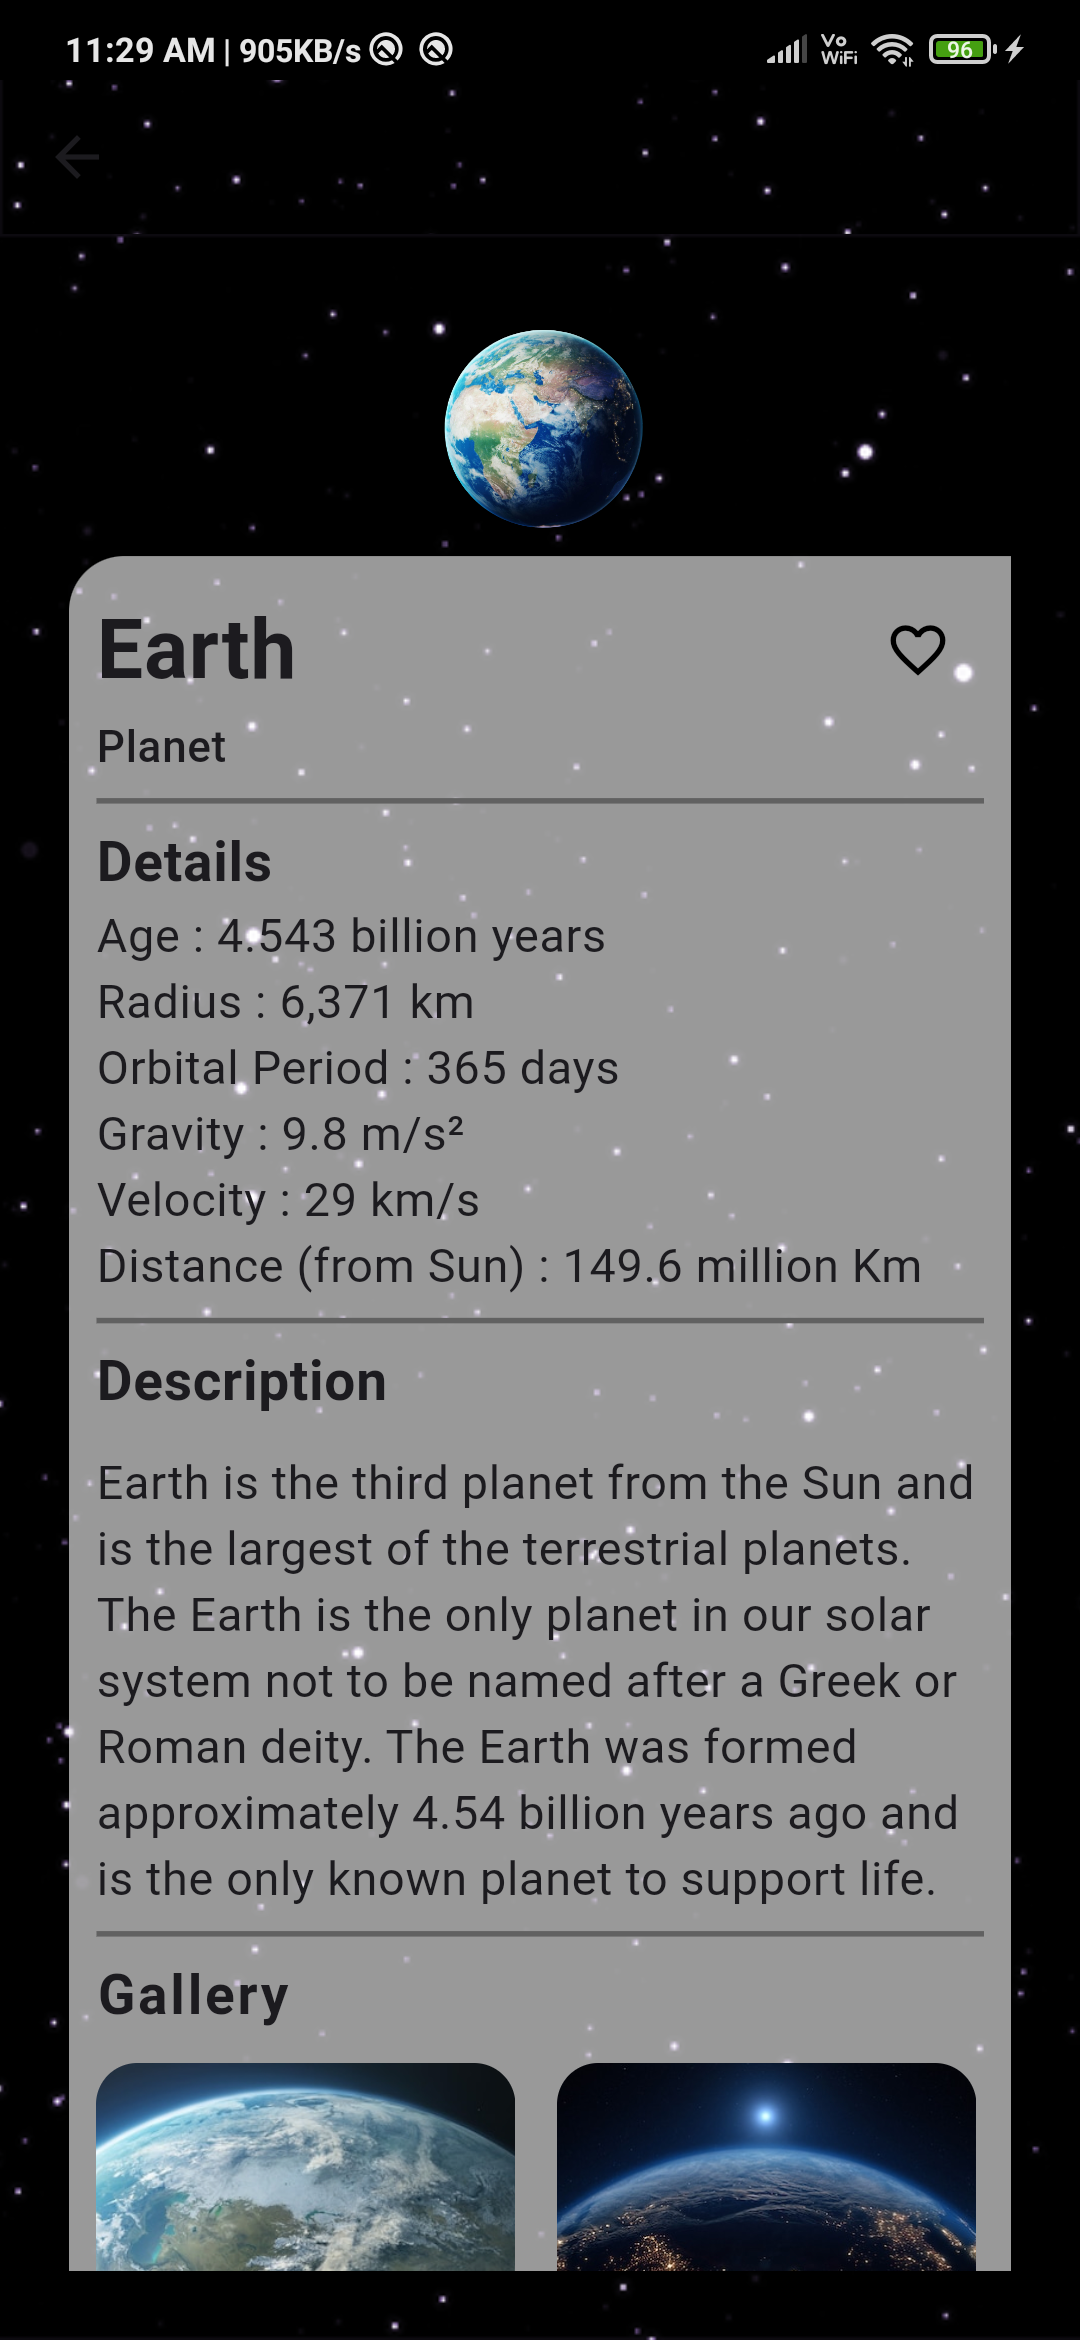 11:29 AM | 905KB/s
Vo
WiFi
96
Earth
Planet
Details
Age : 4.543 billion years
Radius : 6,371 km
Orbital Period : 365 days
Gravity : 9.8 m/s²
Velocity : 29 km/s
Distance (from Sun) : 149.6 million Km
Description
Earth is the third planet from the Sun and
is the largest of the terrestrial planets.
The Earth is the only planet in our solar
system not to be named after a Greek or
Roman deity. The Earth was formed
approximately 4.54 billion years ago and
is the only known planet to support life.
Gallery